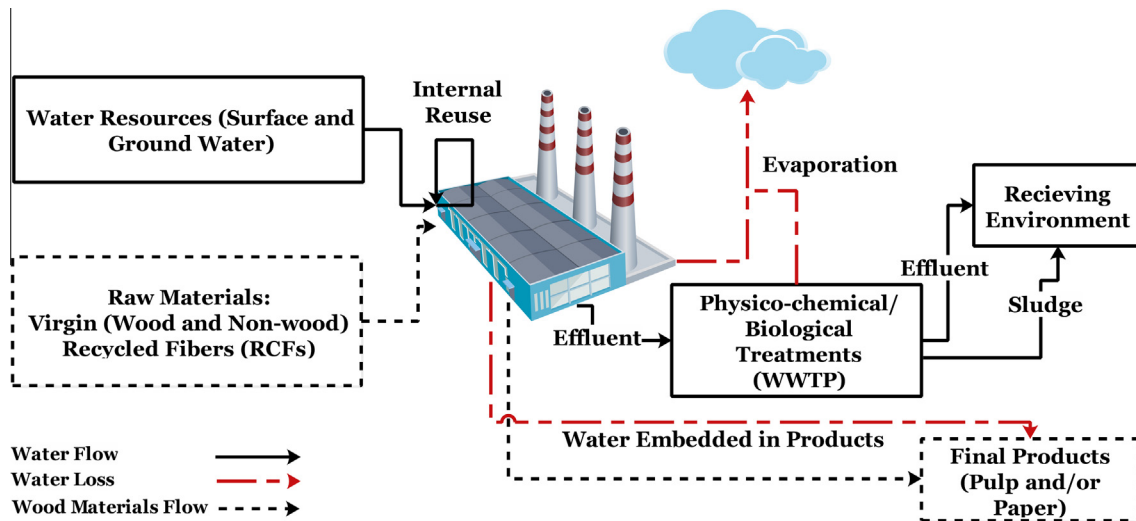 Internal
Reuse
Water Resources (Surface and
Ground Water)
Evaporation
Recieving
Environment
Effluent
Sludge
Raw Materials:
Virgin (Wood and Non-wood)
Recycled Fibers (RCFs)
Effluent
Physico-chemical/
Biological
Treatments
(WWTP)
Water Embedded in Products
Final Products
(Pulp and/or
Paper)
Water Flow
Water Loss
Wood Materials Flow